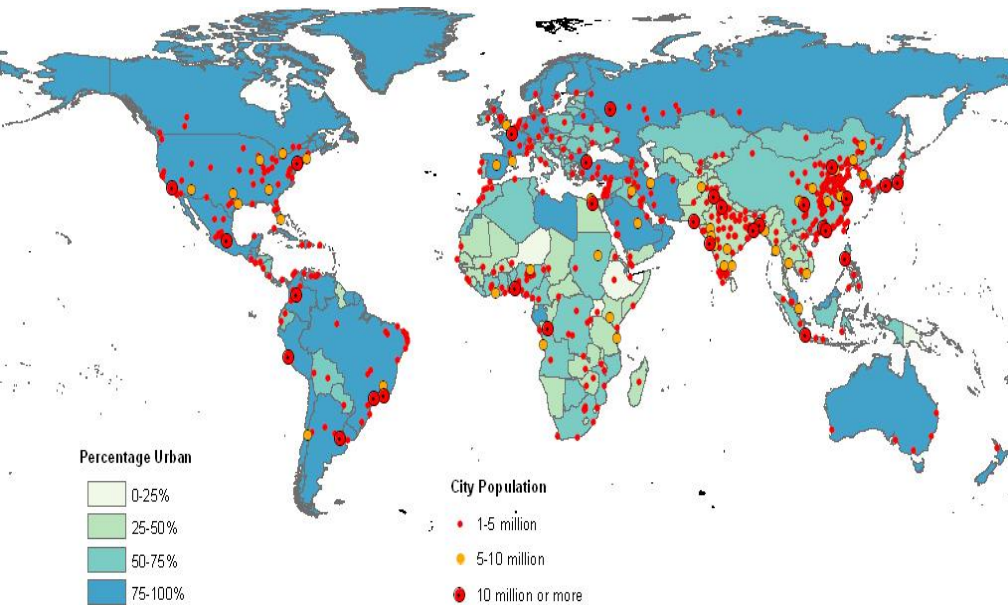 Percentage Urban
0-25%
25-50%
50-75%
75-100%
City Population
1-5 million
5-10 million
10 million or more